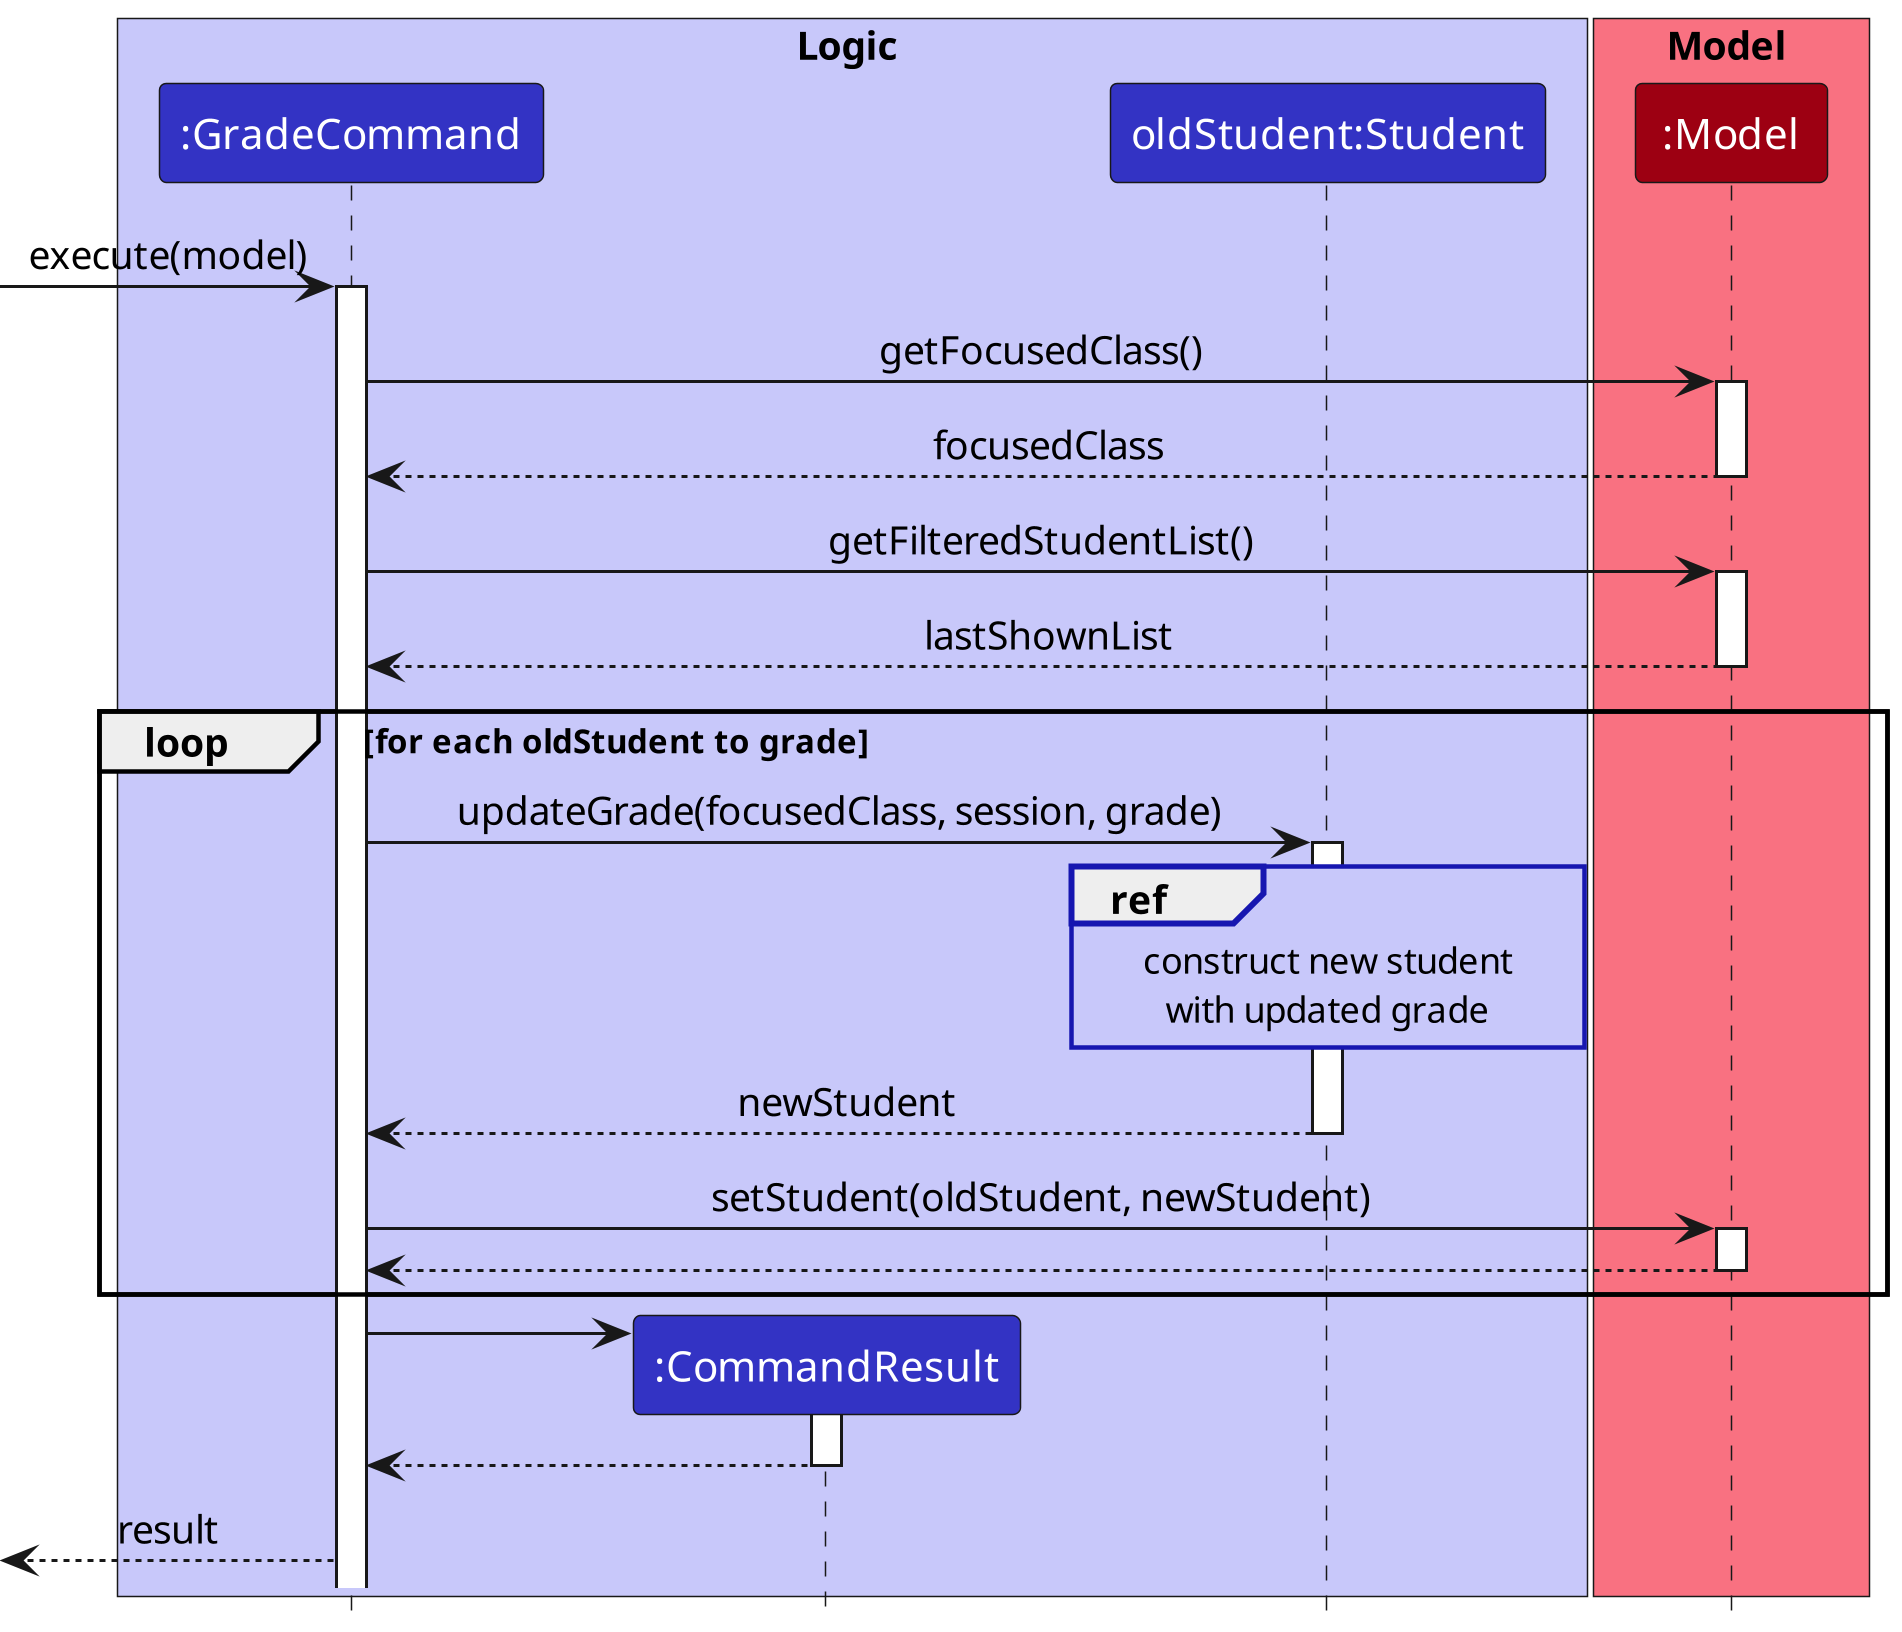 Logic
Model
:GradeCommand
oldStudent:Student
:Model
execute(model)
getFocusedClass()
focusedClass
getFilteredStudentList()
lastShownList
loop
[for each oldStudent to grade]
updateGrade(focusedClass, session, grade)
ref
construct new student
with updated grade
newStudent
setStudent(oldStudent, newStudent)
:CommandResult
result